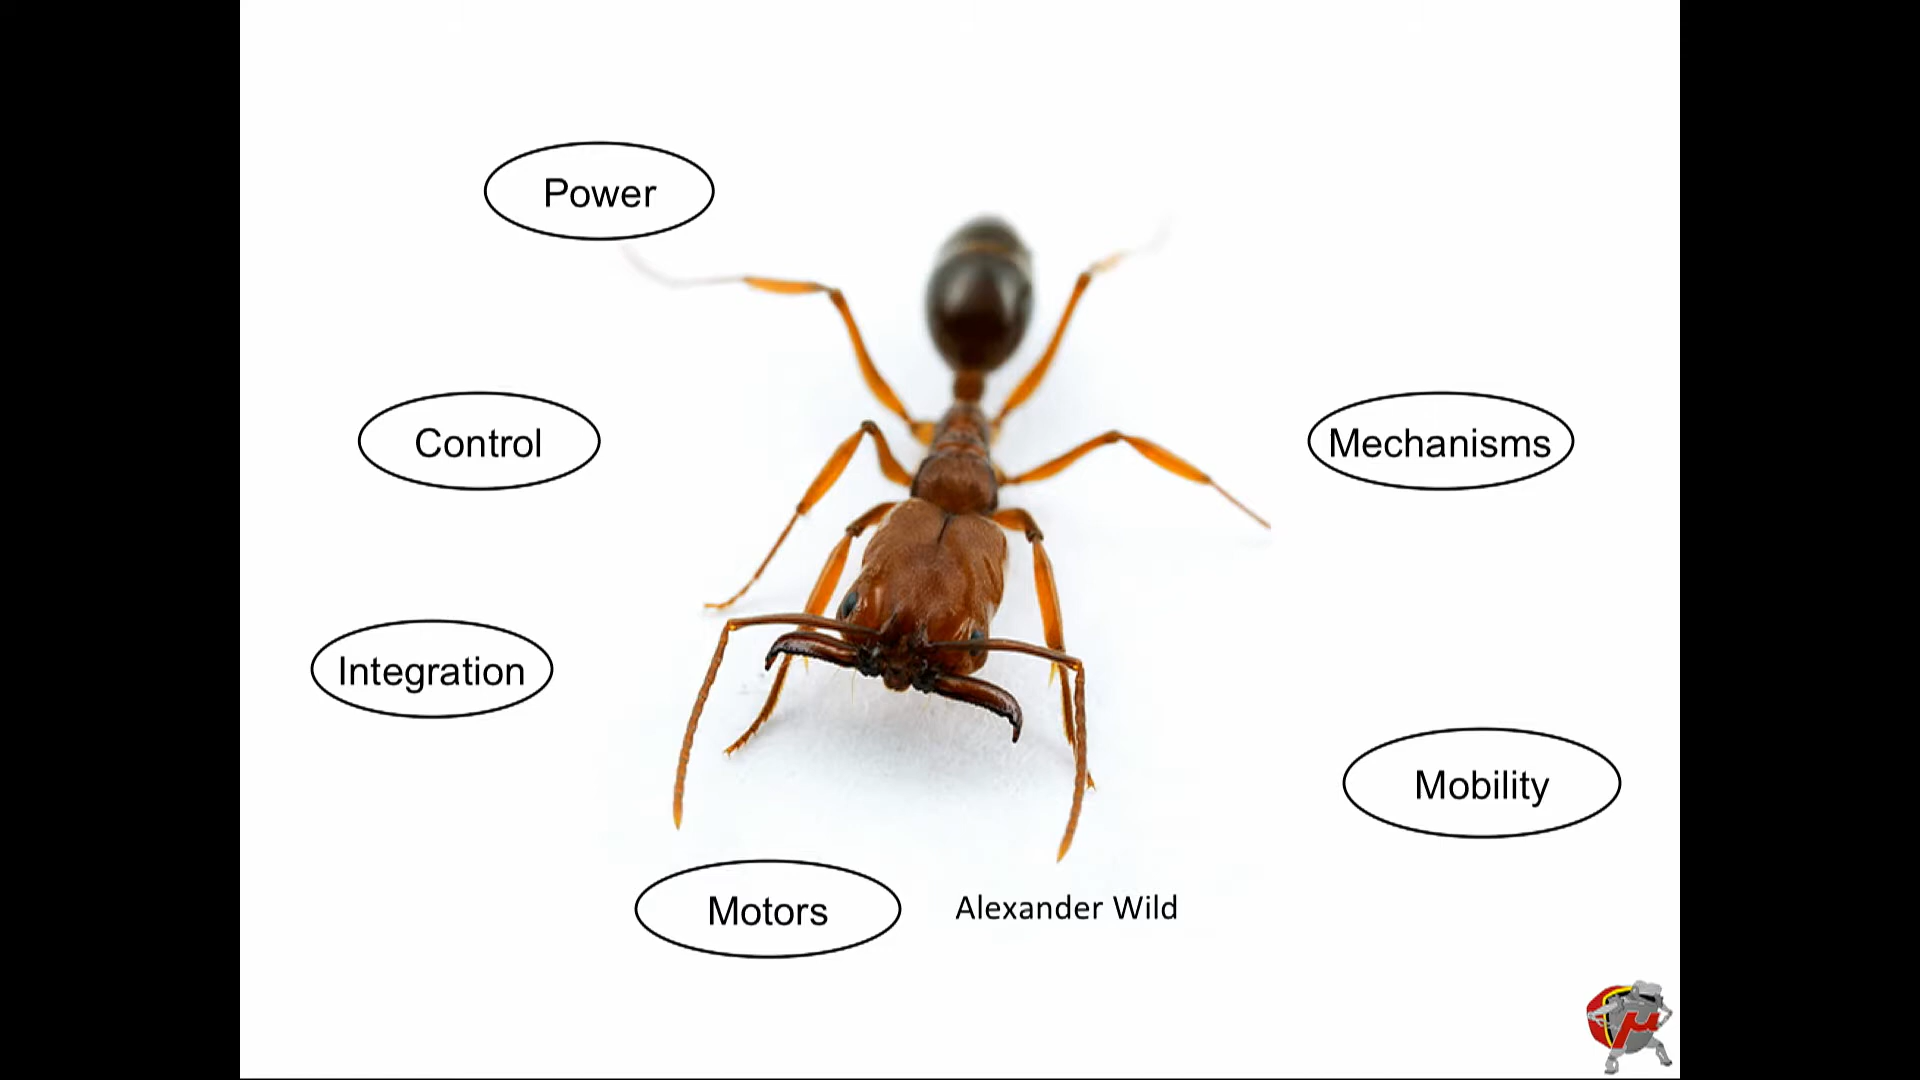 Power
Control
Mechanisms
Integration
Mobility
Motors
Alexander Wild
µ